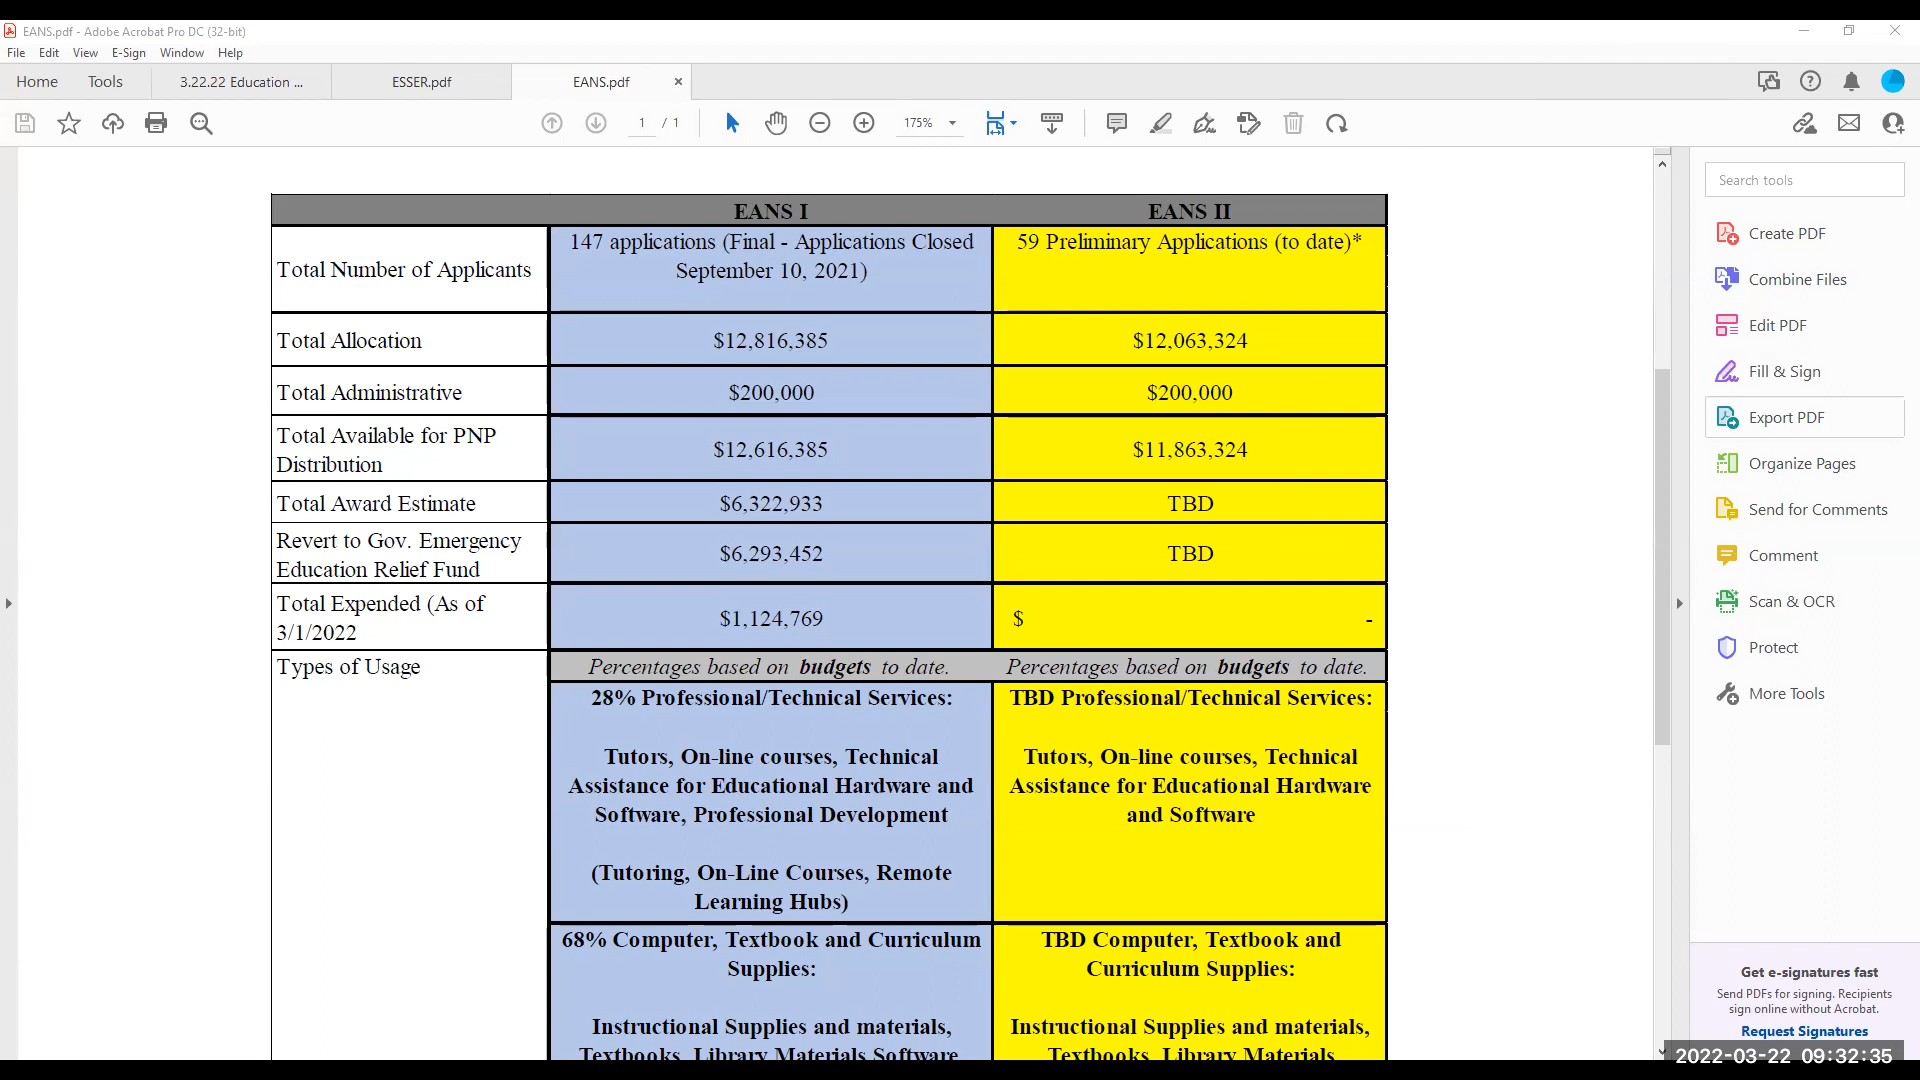 EANS.pdf - Adobe Acrobat Pro DC (32-bit)
File Edit View E-Sign Window Help
Home Tools 3.22.22 Education ... ESSER.pdf EANS.pdf
1 / 1 175%
EANS I EANS II
Total Number of Applicants
147 applications (Final - Applications Closed
September 10, 2021)
59 Preliminary Applications (to date)*
Total Allocation $12,816,385 $12,063,324
Total Administrative $200,000 $200,000
Total Available for PNP
Distribution
$12,616,385 $11,863,324
Total Award Estimate $6,322,933 TBD
Revert to Gov. Emergency
Education Relief Fund
$6,293,452 TBD
Total Expended (As of
3/1/2022
$1,124,769 $ -
Types of Usage
Percentages based on budgets to date. Percentages based on budgets to date.
28% Professional/Technical Services:
Tutors, On-line courses, Technical
Assistance for Educational Hardware and
Software, Professional Development
(Tutoring, On-Line Courses, Remote
Learning Hubs)
TBD Professional/Technical Services:
Tutors, On-line courses, Technical
Assistance for Educational Hardware
and Software
68% Computer, Textbook and Curriculum
Supplies:
Instructional Supplies and materials,
Textbooks, Library Materials Software
TBD Computer, Textbook and
Curriculum Supplies:
Instructional Supplies and materials,
Textbooks, Library Materials
Search tools
Create PDF
Combine Files
Edit PDF
Fill & Sign
Export PDF
Organize Pages
Send for Comments
Comment
Scan & OCR
Protect
More Tools
Get e-signatures fast
Send PDFs for signing. Recipients
sign online without Acrobat.
Request Signatures
2022-03-22 09:32:35